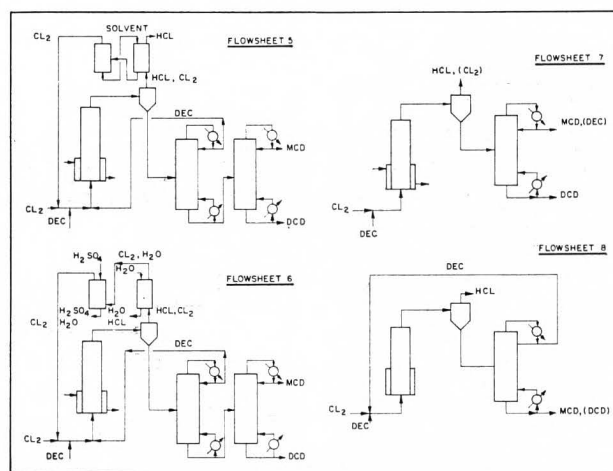 FLOWSHEET 5
SOLVENT
CL2
HCL
HCL, CL2
DEC
MCD
DCD
CL2
DEC
FLOWSHEET 7
HCL, (CL2)
MCD,(DEC)
DCD
CL2
DEC
FLOWSHEET 6
H2SO4
CL2, H2O
H2O
CL2
H2SO4
H2O
H2O
HCL
HCL,CL2
DEC
MCD
DCD
CL2
DEC
FLOWSHEET 8
DEC
HCL
CL2
DEC
MCD,(DCD)